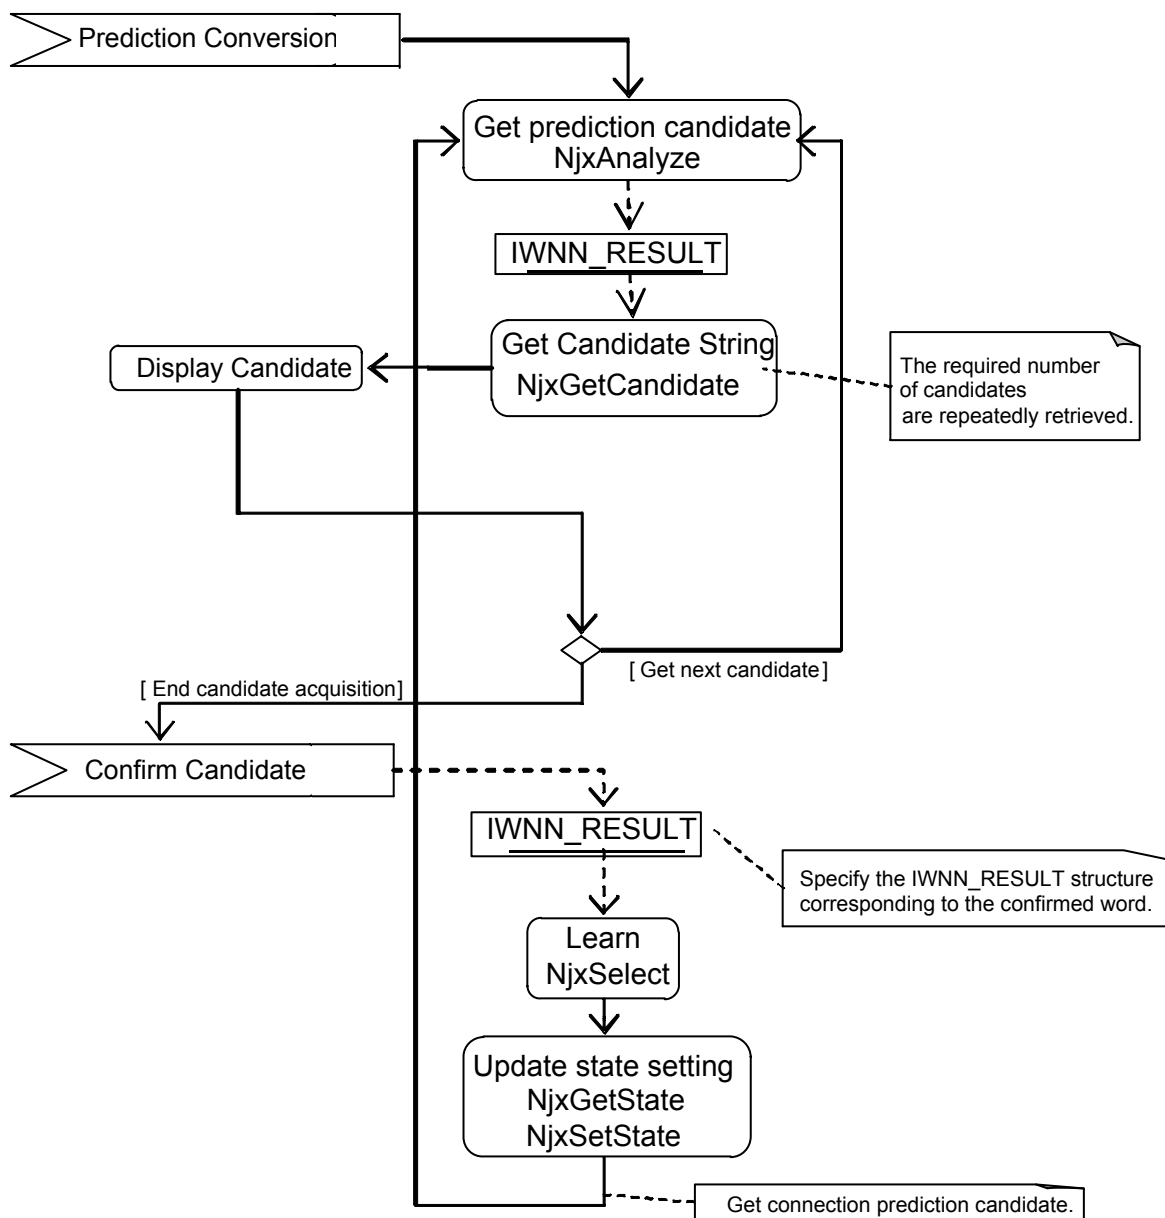 Prediction Conversion
Get prediction candidate
NjxAnalyze
IWNN_RESULT
Get Candidate String
NjxGetCandidate
Display Candidate
The required number
of candidates
are repeatedly retrieved.
[ Get next candidate]
[ End candidate acquisition]
Confirm Candidate
IWNN_RESULT
Specify the IWNN_RESULT structure
corresponding to the confirmed word.
Learn
NjxSelect
Update state setting
NjxGetState
NjxSetState
Get connection prediction candidate.